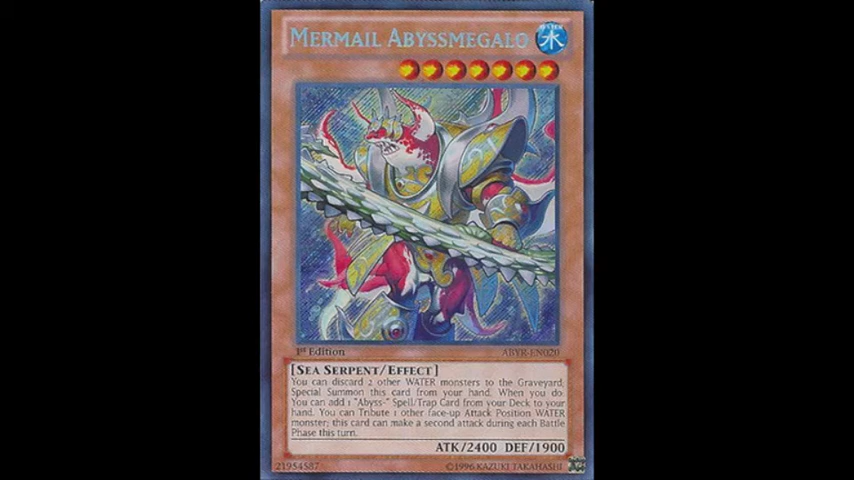 MERMAIL ABYSSMEGALO
WATER
水
1st Edition
ABYR-EN020
[SEA SERPENT/EFFECT]
You can discard 2 other WATER monsters to the Graveyard;
Special Summon this card from your hand. When you do:
You can add 1 "Abyss-" Spell/Trap Card from your Deck to your
hand. You can Tribute 1 other face-up Attack Position WATER
monster; this card can make a second attack during each Battle
Phase this turn.
ATK/2400 DEF/1900
21954587
©1996 KAZUKI TAKAHASHI